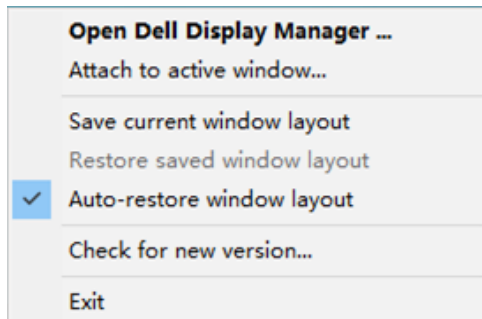 Open Dell Display Manager ...
Attach to active window...
Save current window layout
Restore saved window layout
Auto-restore window layout
Check for new version...
Exit